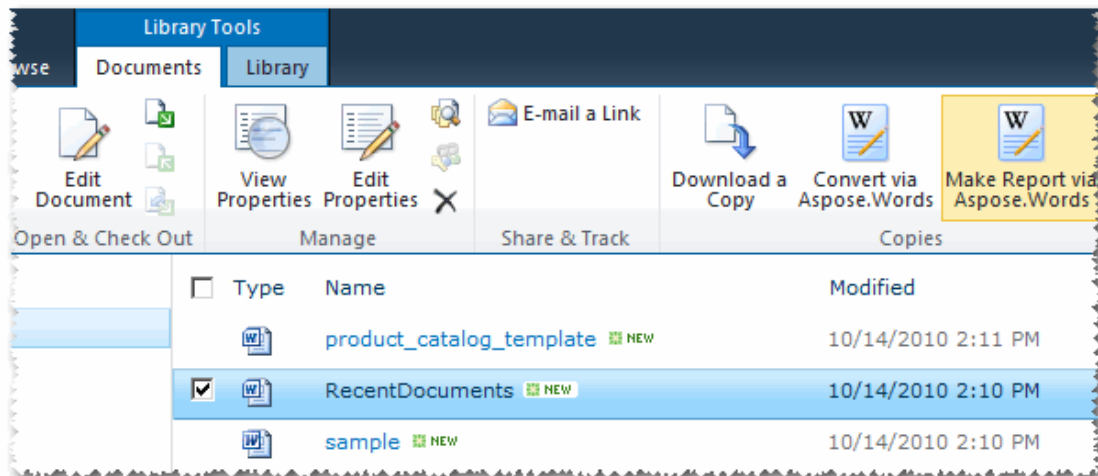 Library Tools
wse Documents Library
E-mail a Link
Edit Document
View Properties
Edit Properties
Download a Copy
Convert via Aspose.Words
Make Report via Aspose.Words
Open & Check Out Manage Share & Track Copies
Type Name Modified
product_catalog_template NEW 10/14/2010 2:11 PM
RecentDocuments NEW 10/14/2010 2:10 PM
sample NEW 10/14/2010 2:10 PM